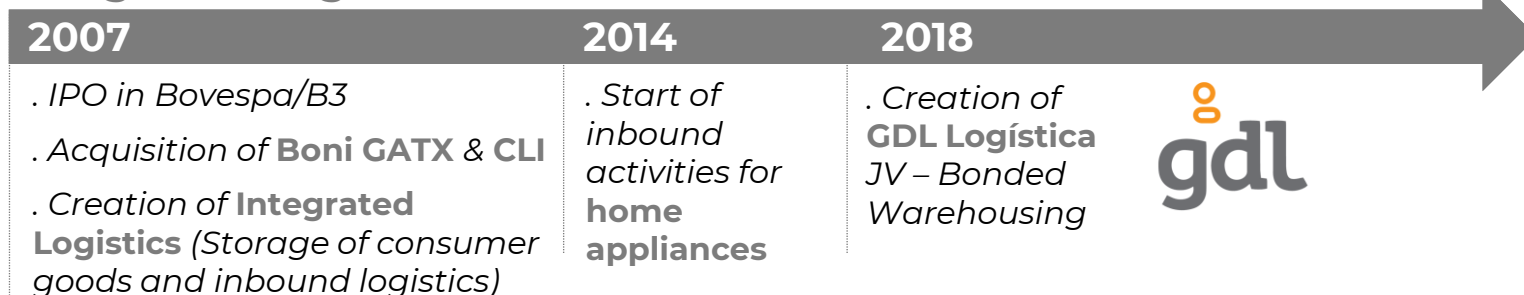 2007
. IPO in Bovespa/B3
. Acquisition of Boni GATX & CLI
. Creation of Integrated
Logistics (Storage of consumer
goods and inbound logistics)
2014
. Start of
inbound
activities for
home
appliances
2018
. Creation of
GDL Logística
JV – Bonded
Warehousing
gdl